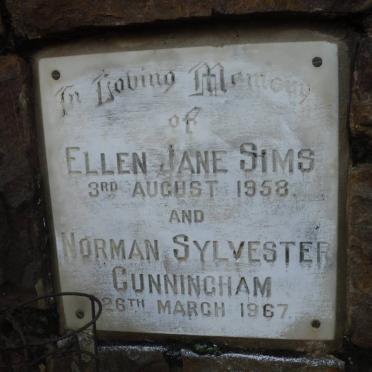 In Loving Memory
of
ELLEN JANE SIMS
3RD AUGUST 1958.
AND
NORMAN SYLVESTER
CUNNINGHAM
26TH MARCH 1967.